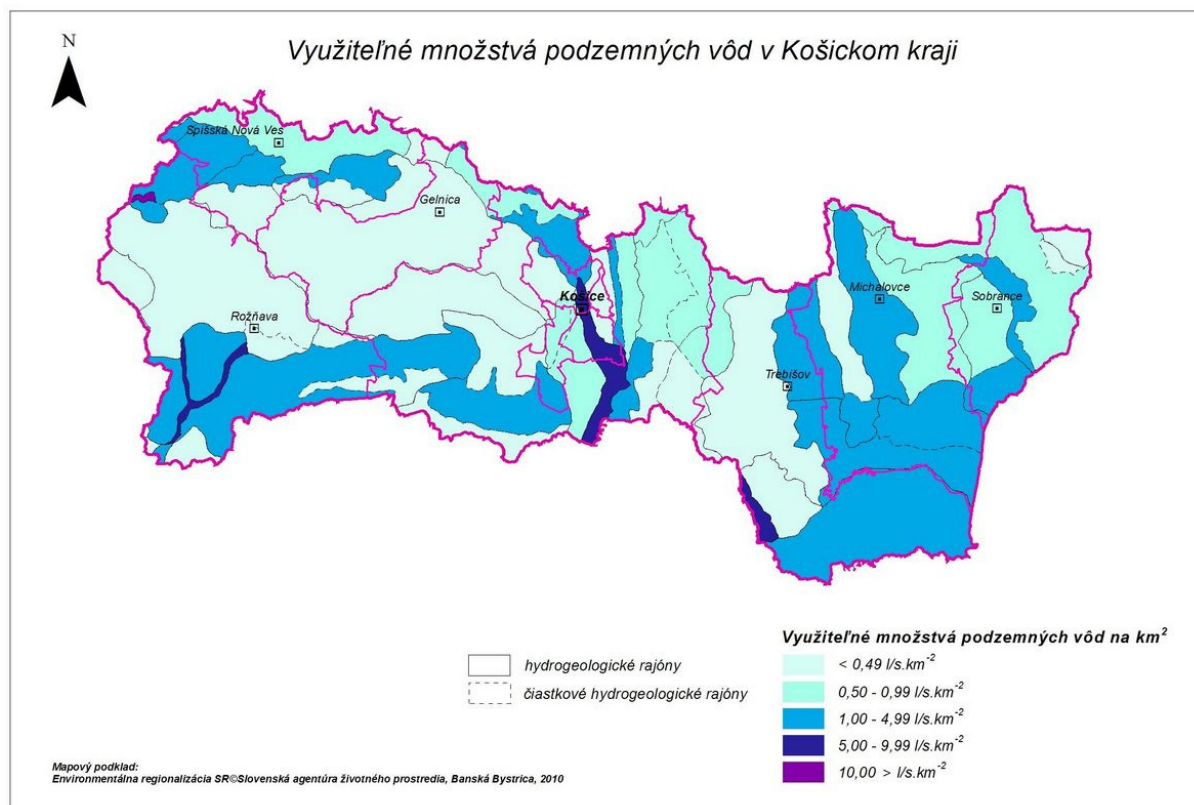 N
Využiteľné množstvá podzemných vôd v Košickom kraji
Spišská Nová Ves
Gelnica
Košice
Rožňava
Michalovce
Sobrance
Trebišov
Využiteľné množstvá podzemných vôd na km²
< 0,49 l/s.km⁻²
0,50 - 0,99 l/s.km⁻²
1,00 - 4,99 l/s.km⁻²
5,00 - 9,99 l/s.km⁻²
10,00 > l/s.km⁻²
hydrogeologické rajóny
čiastkové hydrogeologické rajóny
Mapový podklad:
Environmentálna regionalizácia SR©Slovenská agentúra životného prostredia, Banská Bystrica, 2010